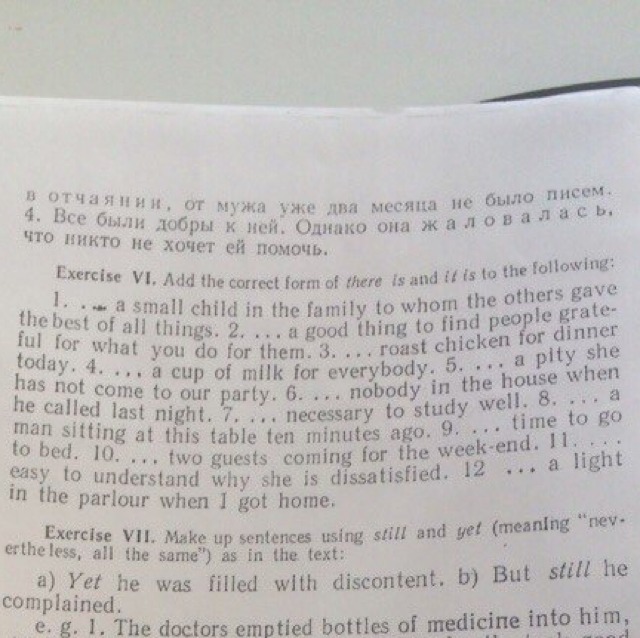 в отчаянии, от мужа уже два месяца не было писем.
4. Все были добры к ней. Однако она жаловалась,
что никто не хочет ей помочь.
Exercise VI. Add the correct form of there is and it is to the following:
1. ... a small child in the family to whom the others gave
the best of all things. 2. ... a good thing to find people grate-
ful for what you do for them. 3. ... roast chicken for dinner
today. 4. ... a cup of milk for everybody. 5. ... a pity she
has not come to our party. 6. ... nobody in the house when
he called last night. 7. ... necessary to study well. 8. ... a
man sitting at this table ten minutes ago. 9. ... time to go
to bed. 10. ... two guests coming for the week-end. 11. ...
easy to understand why she is dissatisfied. 12 ... a light
in the parlour when I got home.
Exercise VII. Make up sentences using still and yet (meaning "nev-
ertheless, all the same") as in the text:
a) Yet he was filled with discontent. b) But still he
complained.
e. g. 1. The doctors emptied bottles of medicine into him,